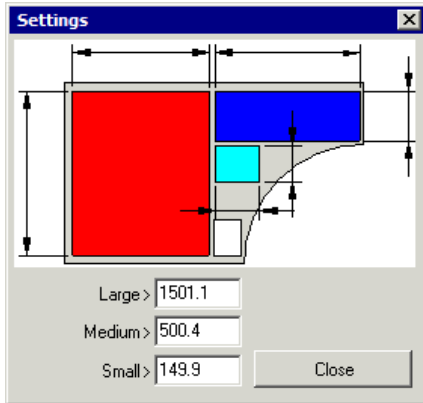 Settings
Large > 1501.1
Medium > 500.4
Small > 149.9
Close